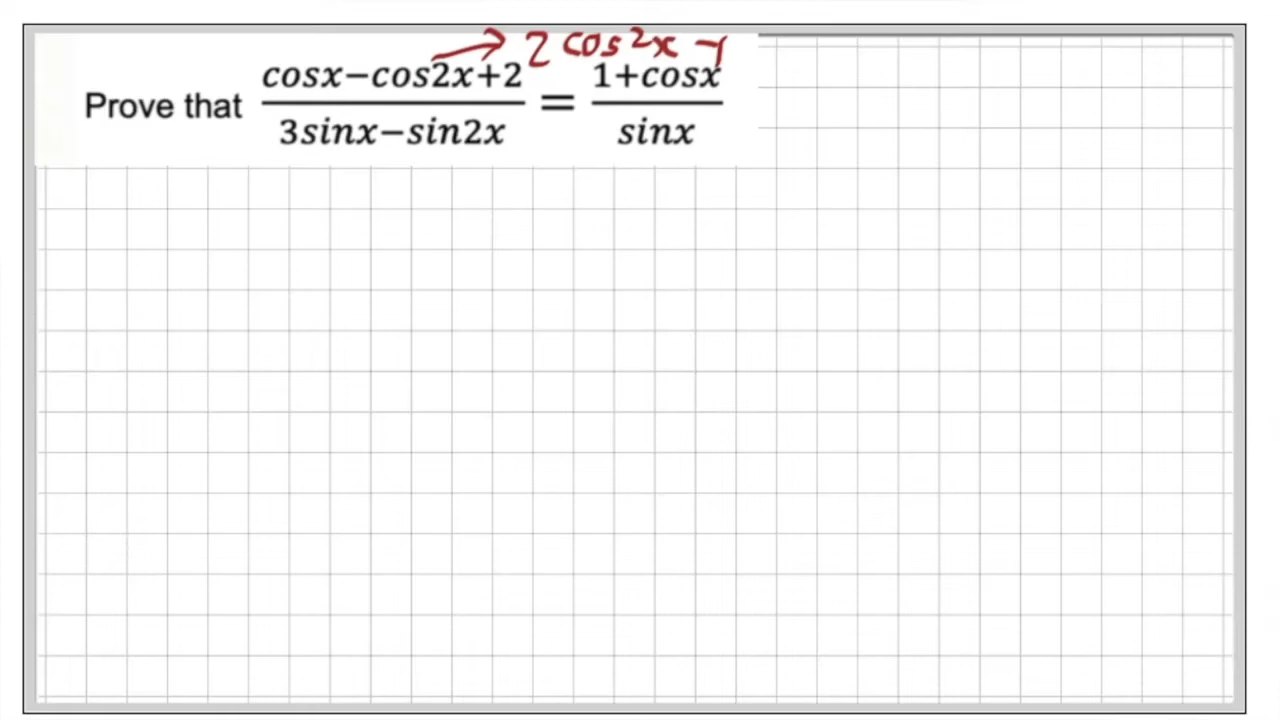 2 cos²x -1
Prove that cosx−cos2x+2 / 3sinx−sin2x = 1+cosx / sinx